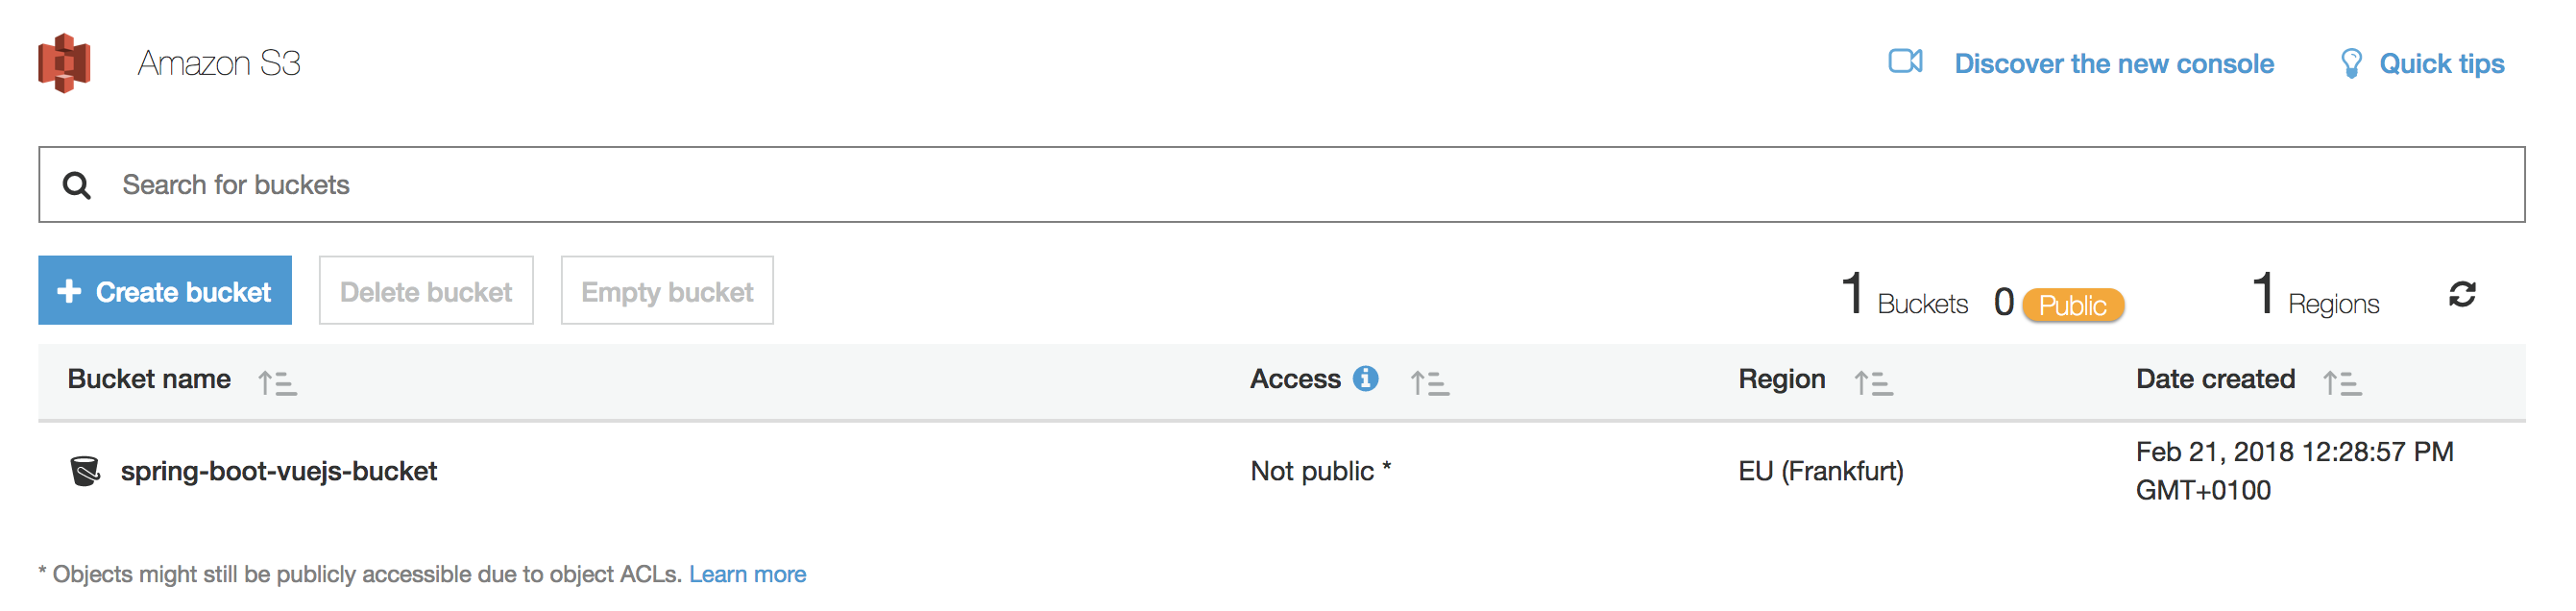 Amazon S3
Discover the new console
Quick tips
Search for buckets
Create bucket
Delete bucket
Empty bucket
1 Buckets 0 Public
1 Regions
Bucket name
Access
Region
Date created
spring-boot-vuejs-bucket
Not public *
EU (Frankfurt)
Feb 21, 2018 12:28:57 PM
GMT+0100
* Objects might still be publicly accessible due to object ACLs. Learn more